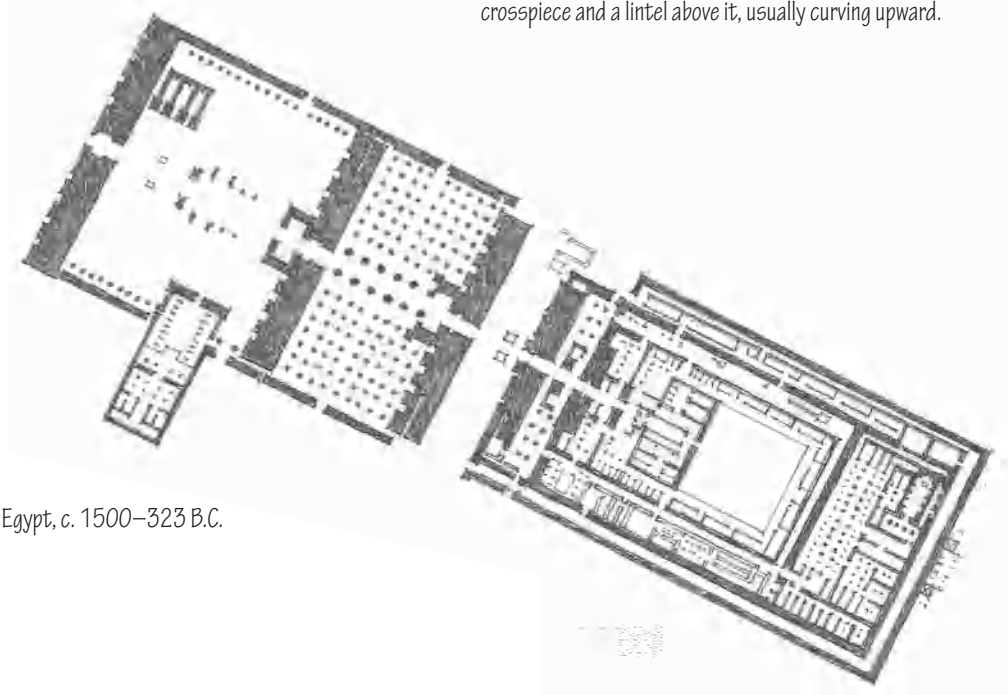 crosspiece and a lintel above it, usually curving upward.
Egypt, c. 1500–323 B.C.